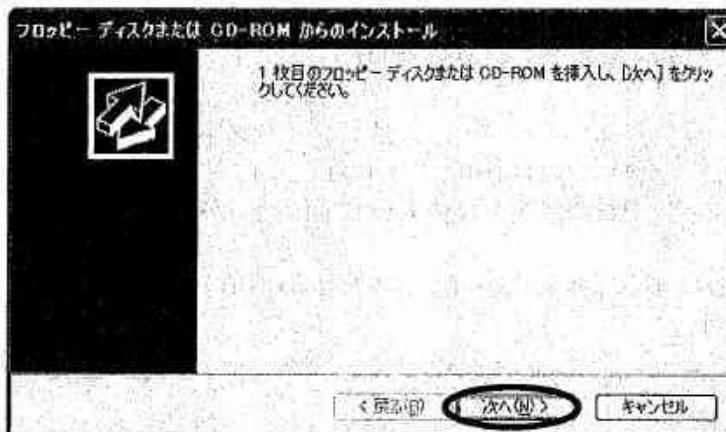 フロッピー ディスクまたは CD-ROM からのインストール
1 枚目のフロッピー ディスクまたは CD-ROM を挿入し、[次へ] をクリッ
クしてください。
< 戻る(B)
次へ(N) >
キャンセル